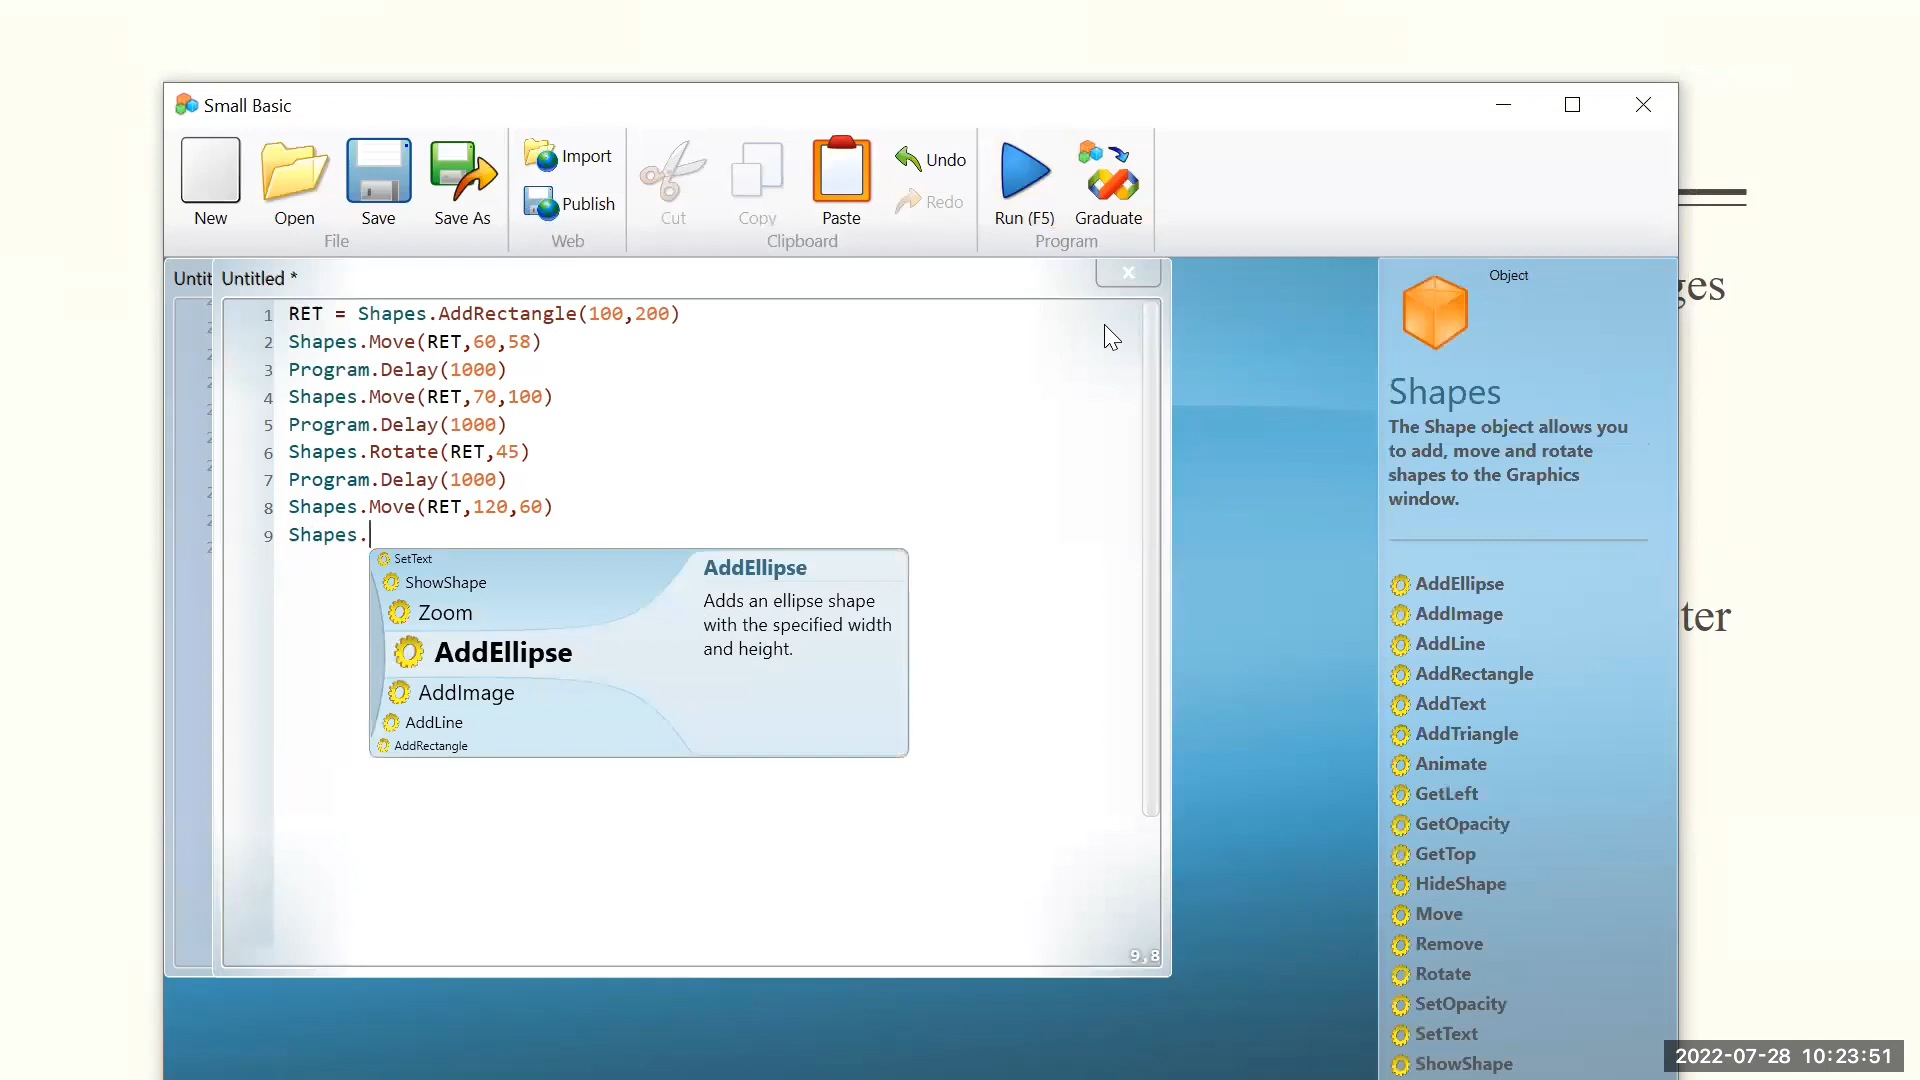 Small Basic
New
Open
Save
Save As
File
Import
Publish
Web
Cut
Copy
Paste
Undo
Redo
Clipboard
Run (F5)
Graduate
Program
Untit
Untitled *
x
1 RET = Shapes.AddRectangle(100,200)
2 Shapes.Move(RET,60,58)
3 Program.Delay(1000)
4 Shapes.Move(RET,70,100)
5 Program.Delay(1000)
6 Shapes.Rotate(RET,45)
7 Program.Delay(1000)
8 Shapes.Move(RET,120,60)
9 Shapes.
SetText
ShowShape
Zoom
AddEllipse
AddImage
AddLine
AddRectangle
AddEllipse
Adds an ellipse shape
with the specified width
and height.
9,8
Object
Shapes
The Shape object allows you
to add, move and rotate
shapes to the Graphics
window.
AddEllipse
AddImage
AddLine
AddRectangle
AddText
AddTriangle
Animate
GetLeft
GetOpacity
GetTop
HideShape
Move
Remove
Rotate
SetOpacity
SetText
ShowShape
ges
ter
2022-07-28 10:23:51